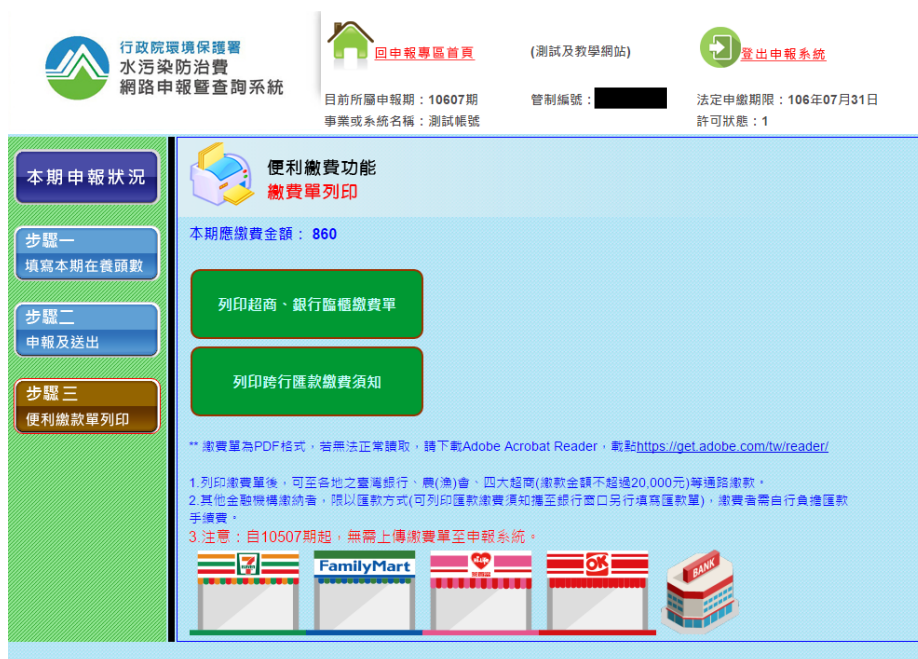 行政院環境保護署
水污染防治費
網路申報暨查詢系統
回申報專區首頁
(測試及教學網站)
登出申報系統
目前所屬申報期：10607期
管制編號：
法定申繳期限：106年07月31日
事業或系統名稱：測試帳號
許可狀態：1
本期申報狀況
步驟一
填寫本期在養頭數
步驟二
申報及送出
步驟三
便利繳款單列印
便利繳費功能
繳費單列印
本期應繳費金額： 860
列印超商、銀行臨櫃繳費單
列印跨行匯款繳費須知
** 繳費單為PDF格式，若無法正常讀取，請下載Adobe Acrobat Reader，載點https://get.adobe.com/tw/reader/
1.列印繳費單後，可至各地之臺灣銀行、農(漁)會、四大超商(繳款金額不超過20,000元)等通路繳款。
2.其他金融機構繳納者，限以匯款方式(可列印匯款繳費須知攜至銀行窗口另行填寫匯款單)，繳費者需自行負擔匯款
手續費。
3.注意：自10507期起，無需上傳繳費單至申報系統。
7
ELEVEN
FamilyMart
Hi-Life
萊爾富
OK
BANK